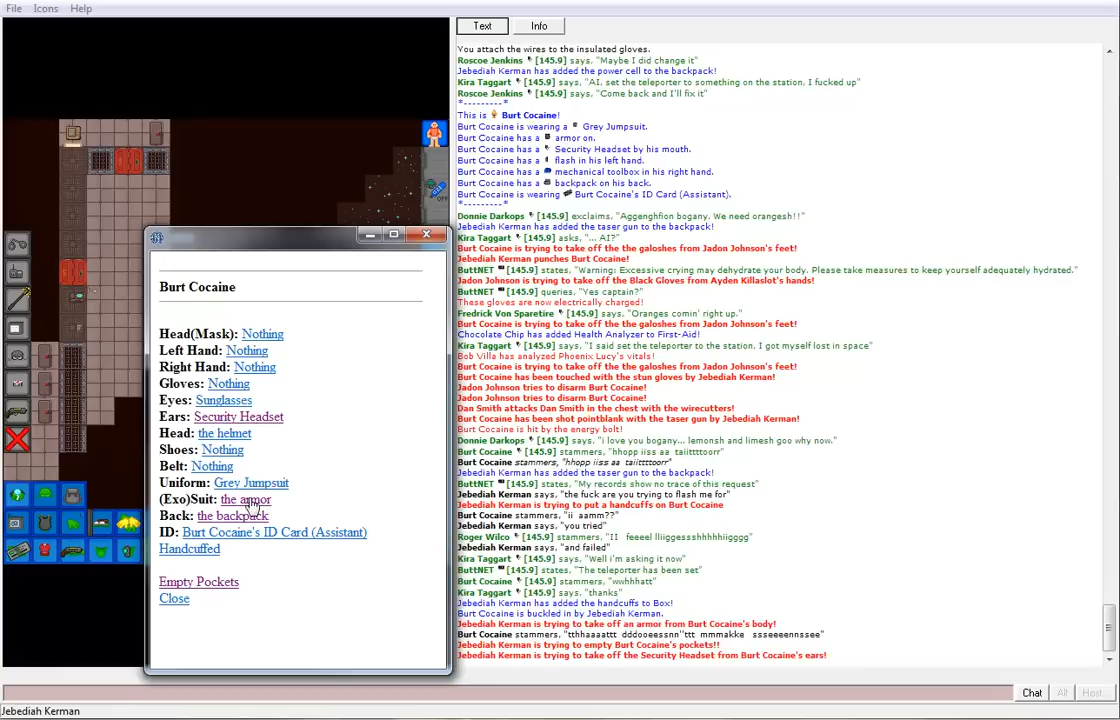 File Icons Help
Text Info
You attach the wires to the insulated gloves.
Roscoe Jenkins [145.9] says, "Maybe I did change it"
Jebediah Kerman has added the power cell to the backpack!
Kira Taggart [145.9] says, "AI, set the teleporter to something on the station, I fucked up"
Roscoe Jenkins [145.9] says, "Come back and I'll fix it"
*---------*
This is Burt Cocaine!
Burt Cocaine is wearing a Grey Jumpsuit.
Burt Cocaine has a armor on.
Burt Cocaine has a Security Headset by his mouth.
Burt Cocaine has a flash in his left hand.
Burt Cocaine has a mechanical toolbox in his right hand.
Burt Cocaine has a backpack on his back.
Burt Cocaine is wearing Burt Cocaine's ID Card (Assistant).
*---------*
Donnie Darkops [145.9] exclaims, "Aggenghfion bogany. We need orangesh!!"
Jebediah Kerman has added the taser gun to the backpack!
Kira Taggart [145.9] asks, "... AI?"
Burt Cocaine is trying to take off the the galoshes from Jadon Johnson's feet!
Jebediah Kerman punches Burt Cocaine!
ButtNET [145.9] states, "Warning: Excessive crying may dehydrate your body. Please take measures to keep yourself adequately hydrated."
Jadon Johnson is trying to take off the Black Gloves from Ayden Killaslot's hands!
ButtNET [145.9] queries, "Yes captain?"
These gloves are now electrically charged!
Fredrick Von Sparetire [145.9] says, "Oranges comin' right up."
Burt Cocaine is trying to take off the the galoshes from Jadon Johnson's feet!
Chocolate Chip has added Health Analyzer to First-Aid!
Kira Taggart [145.9] says, "I said set the teleporter to the station. I got myself lost in space"
Bob Villa has analyzed Phoenix Lucy's vitals!
Burt Cocaine is trying to take off the the galoshes from Jadon Johnson's feet!
Burt Cocaine has been touched with the stun gloves by Jebediah Kerman!
Jadon Johnson tries to disarm Burt Cocaine!
Jadon Johnson tries to disarm Burt Cocaine!
Dan Smith attacks Dan Smith in the chest with the wirecutters!
Burt Cocaine has been shot pointblank with the taser gun by Jebediah Kerman!
Burt Cocaine is hit by the energy bolt!
Donnie Darkops [145.9] says, "i love you bogany... lemonsh and limesh goo why now."
Burt Cocaine stammers, "hhopp iiss aa taiittttoorr"
Burt Cocaine stammers, "hhopp iiss aa taiittttoorr"
Jebediah Kerman has added the taser gun to the backpack!
ButtNET [145.9] states, "My records show no trace of this request"
Jebediah Kerman says, "the fuck are you trying to flash me for"
Jebediah Kerman is trying to put a handcuffs on Burt Cocaine
Burt Cocaine stammers, "ii aamm??"
Jebediah Kerman says, "you tried"
Roger Wilco [145.9] stammers, "II feeeel lliiggesshhhhhiigggg"
Jebediah Kerman says, "and failed"
Kira Taggart [145.9] says, "Well i'm asking it now"
ButtNET [145.9] states, "The teleporter has been set"
Burt Cocaine stammers, "wwhhhatt"
Kira Taggart [145.9] says, "thanks"
Jebediah Kerman has added the handcuffs to Box!
Burt Cocaine is buckled in by Jebediah Kerman.
Jebediah Kerman is trying to take off an armor from Burt Cocaine's body!
Burt Cocaine stammers, "tthhaaaattt dddooeessnn''ttt mmmakke ssseeeennsee"
Jebediah Kerman is trying to empty Burt Cocaine's pockets!!
Jebediah Kerman is trying to take off the Security Headset from Burt Cocaine's ears!
OFF
Burt Cocaine
Head(Mask): Nothing
Left Hand: Nothing
Right Hand: Nothing
Gloves: Nothing
Eyes: Sunglasses
Ears: Security Headset
Head: the helmet
Shoes: Nothing
Belt: Nothing
Uniform: Grey Jumpsuit
(Exo)Suit: the armor
Back: the backpack
ID: Burt Cocaine's ID Card (Assistant)
Handcuffed
Empty Pockets
Close
Chat Alt Host...
Jebediah Kerman